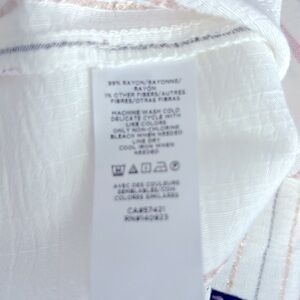 99% RAYON/RAYONNE/
RAYON
1% OTHER FIBERS/AUTRES
FIBRES/OTRAS FIBRAS
MACHINE WASH COLD
DELICATE CYCLE WITH
LIKE COLORS
ONLY NON-CHLORINE
BLEACH WHEN NEEDED
LINE DRY
COOL IRON WHEN
NEEDED
AVEC DES COULEURS
SEMBLABLES/CON
COLORES SIMILARES
CA#57421
RN#140923